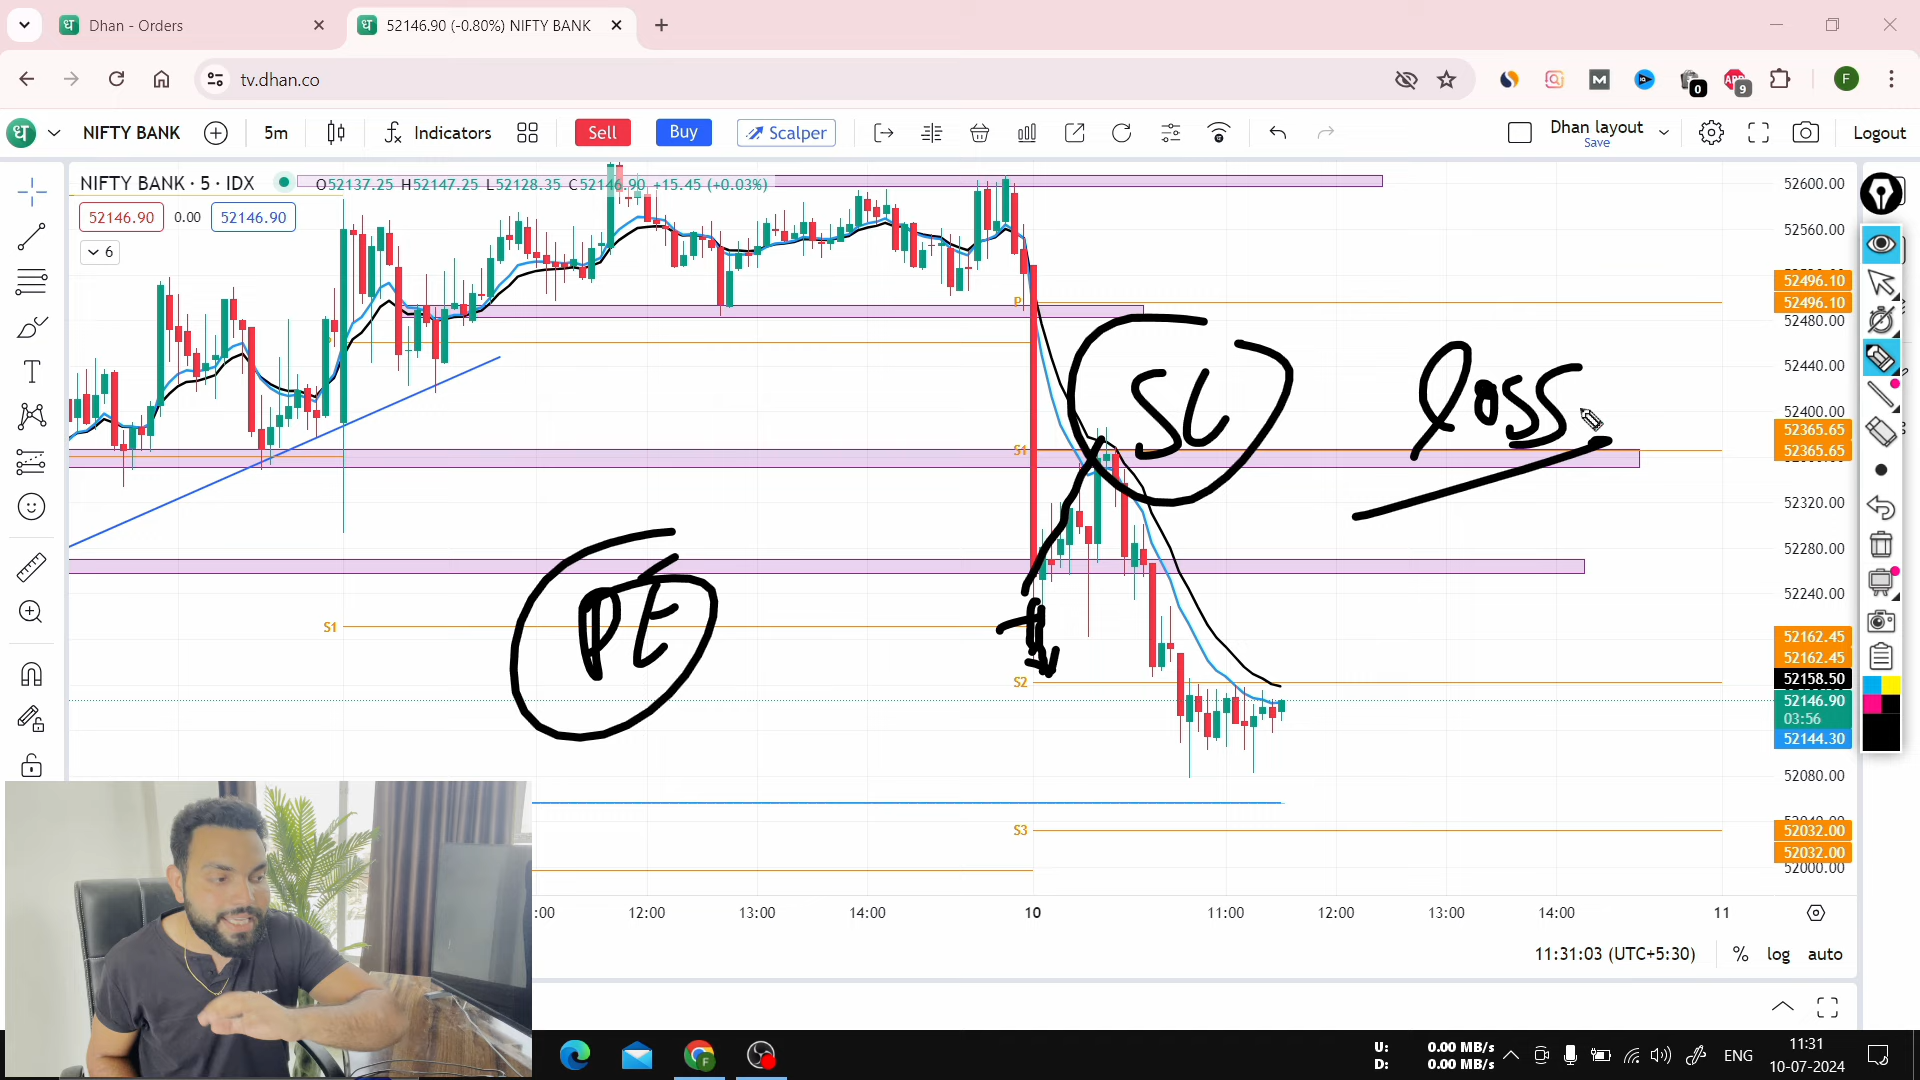 Dhan - Orders
52146.90 (-0.80%) NIFTY BANK
tv.dhan.co
ABP
0
9
M
F
ध
NIFTY BANK
5m
Indicators
Sell
Buy
Scalper
Dhan layout
Save
Logout
NIFTY BANK · 5 · IDX
O52137.25 H52147.25 L52128.35 C52146.90 +15.45 (+0.03%)
52146.90
0.00
52146.90
6
P
S1
S1
S2
S3
SL
loss
PE
52600.00
52560.00
52496.10
52496.10
52480.00
52440.00
52400.00
52365.65
52365.65
52320.00
52280.00
52240.00
52162.45
52162.45
52158.50
52146.90
03:56
52144.30
52080.00
52032.00
52032.00
52000.00
:00
12:00
13:00
14:00
10
11:00
12:00
13:00
14:00
11
11:31:03 (UTC+5:30)
%
log
auto
U: 0.00 MB/s
D: 0.00 MB/s
ENG
11:31
10-07-2024